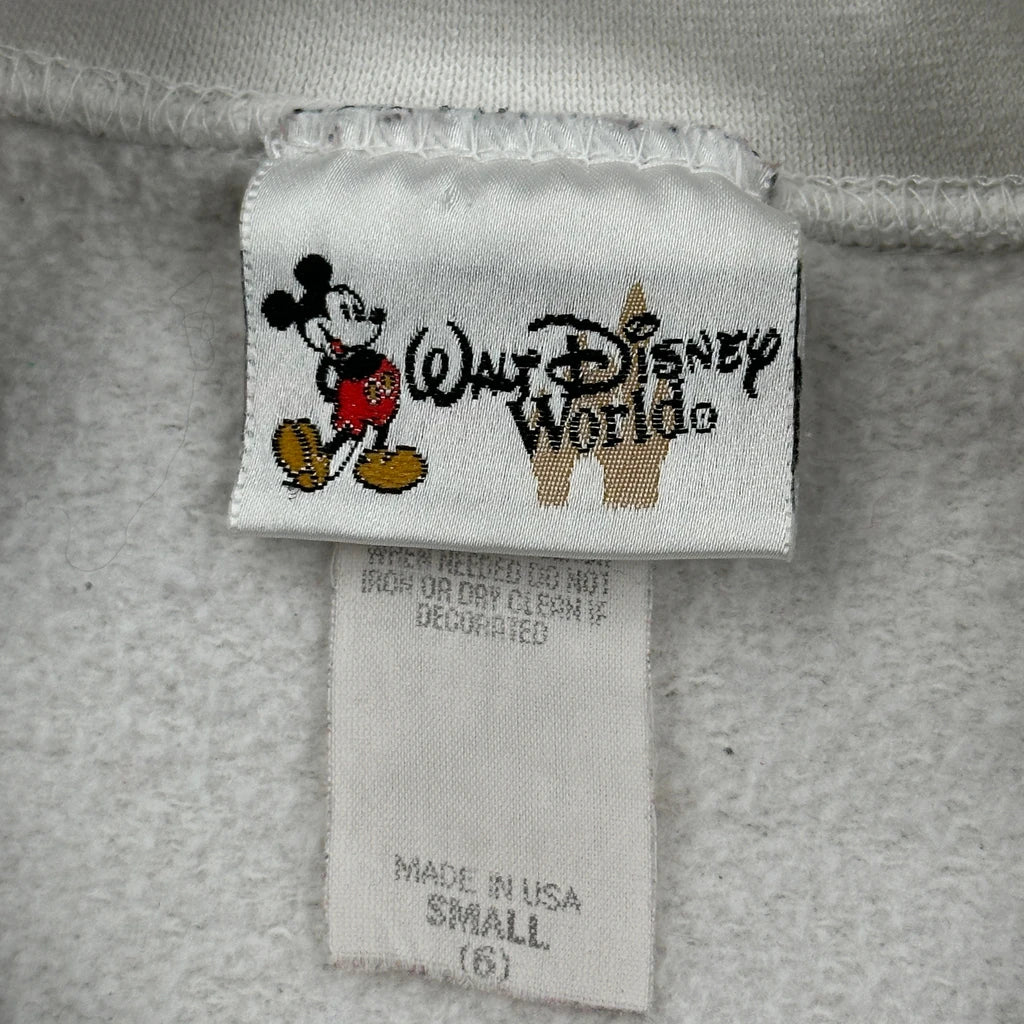 WALT DISNEY
World®
WHEN NEEDED DO NOT
IRON OR DRY CLEAN IF
DECORATED
MADE IN USA
SMALL
(6)